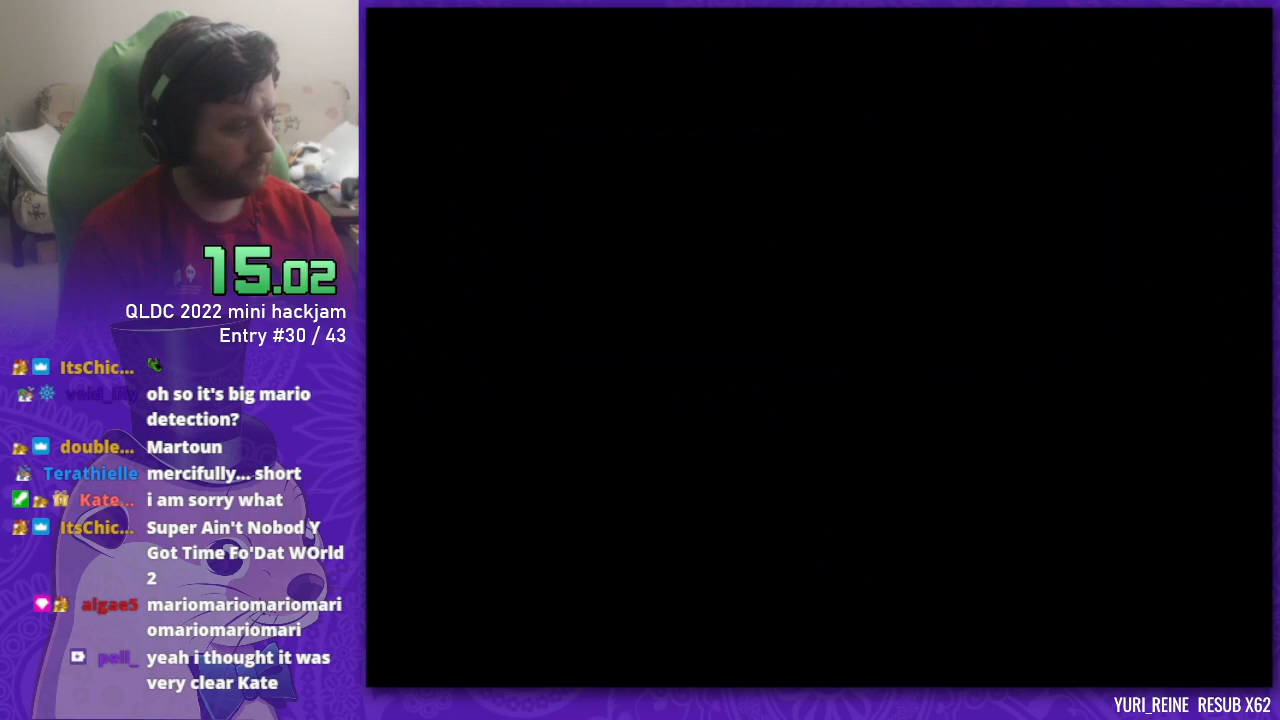 15.02
QLDC 2022 mini hackjam
Entry #30 / 43
ItsChic...
void_lily oh so it's big mario
detection?
double... Martoun
Terathielle mercifully... short
Kate... i am sorry what
ItsChic... Super Ain't Nobod Y
Got Time Fo'Dat WOrld
2
algae5 mariomariomariomari
omariomariomari
poll_ yeah i thought it was
very clear Kate
YURI_REINE RESUB X62